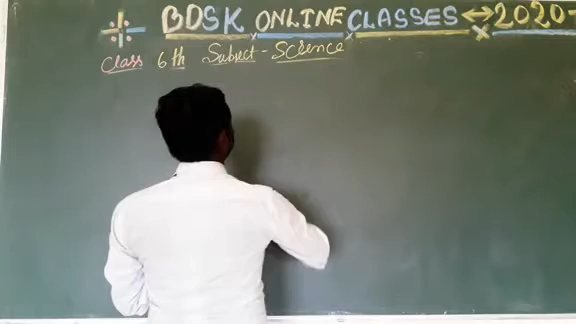 BDSK ONLINE CLASSES ↔ 2020-
Class 6th Subject - Science